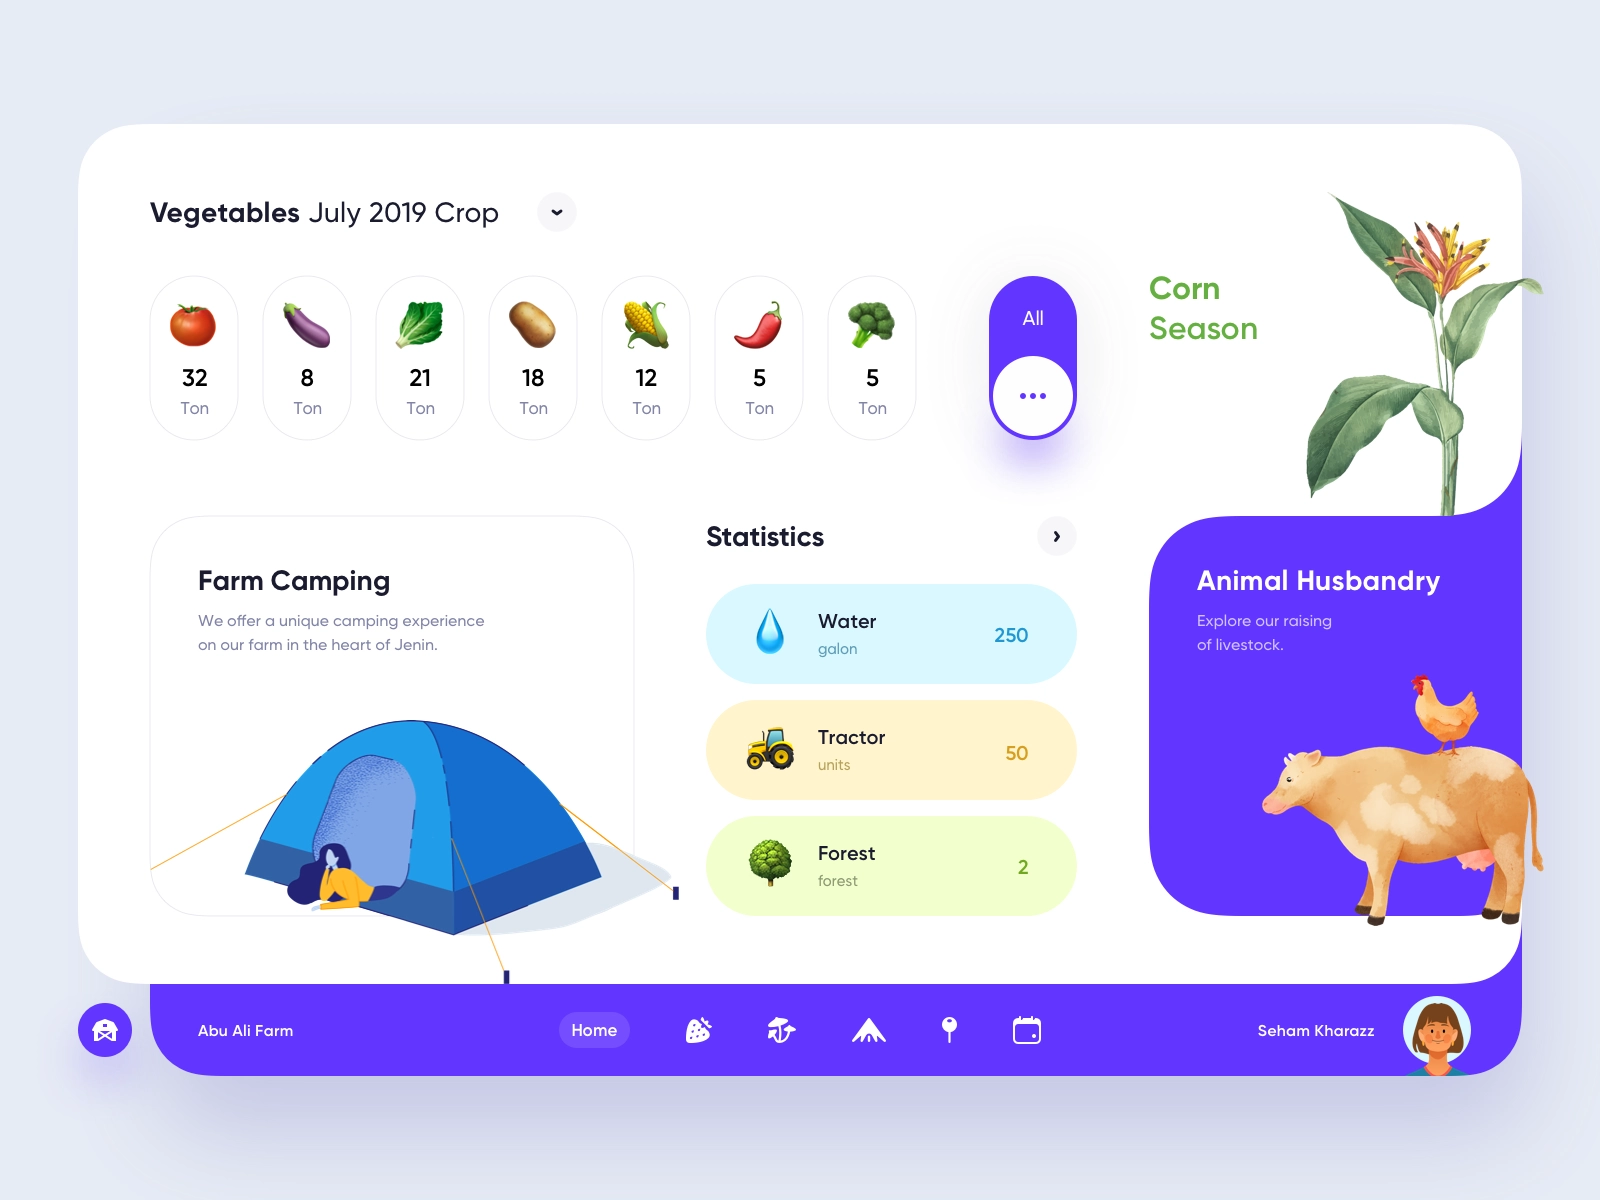 Vegetables July 2019 Crop
32
Ton
8
Ton
21
Ton
18
Ton
12
Ton
5
Ton
5
Ton
All
Corn
Season
Farm Camping
We offer a unique camping experience
on our farm in the heart of Jenin.
Statistics
Water
galon
250
Tractor
units
50
Forest
forest
2
Animal Husbandry
Explore our raising
of livestock.
Abu Ali Farm
Home
Seham Kharazz